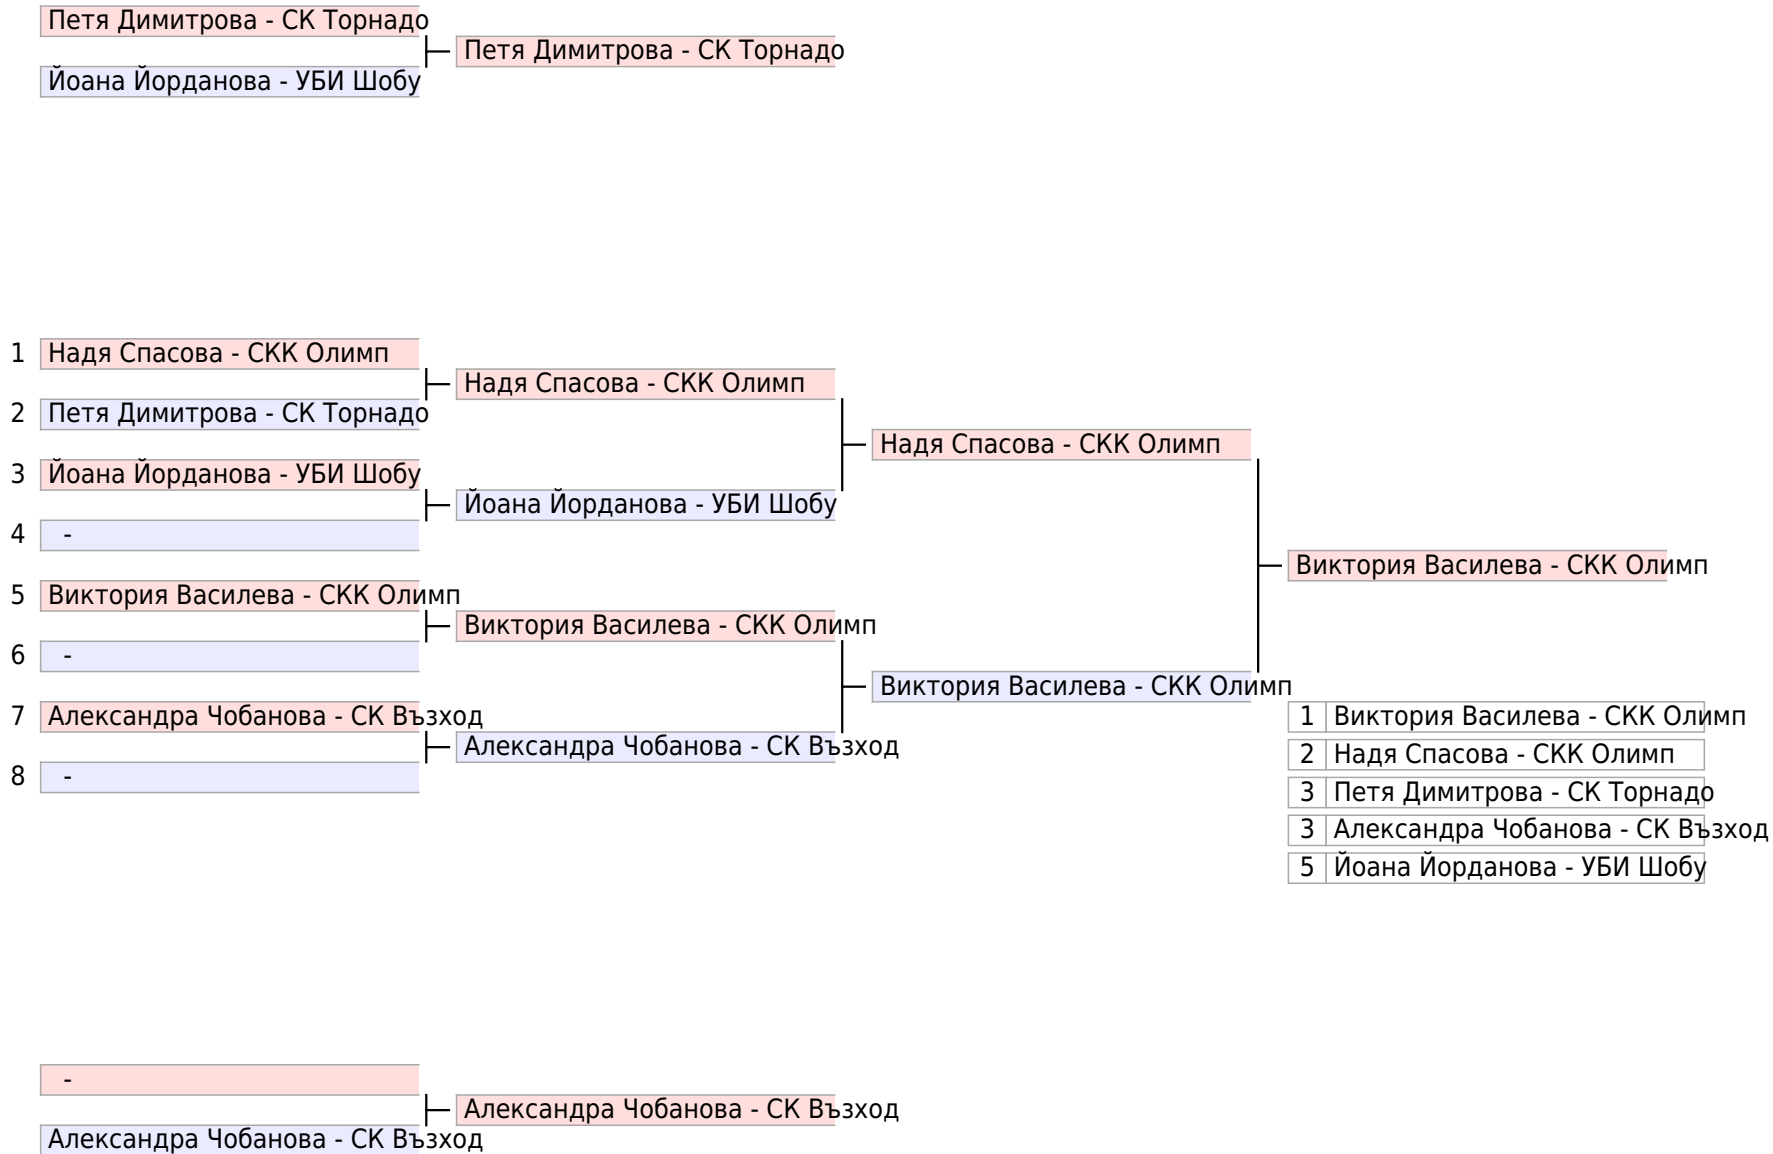 Петя Димитрова - СК Торнадо
Петя Димитрова - СК Торнадо
Йоана Йорданова - УБИ Шобу
1 Надя Спасова - СКК Олимп
Надя Спасова - СКК Олимп
2 Петя Димитрова - СК Торнадо
Надя Спасова - СКК Олимп
3 Йоана Йорданова - УБИ Шобу
Йоана Йорданова - УБИ Шобу
4 -
Виктория Василева - СКК Олимп
5 Виктория Василева - СКК Олимп
Виктория Василева - СКК Олимп
6 -
Виктория Василева - СКК Олимп
7 Александра Чобанова - СК Възход
Александра Чобанова - СК Възход
8 -
1 Виктория Василева - СКК Олимп
2 Надя Спасова - СКК Олимп
3 Петя Димитрова - СК Торнадо
3 Александра Чобанова - СК Възход
5 Йоана Йорданова - УБИ Шобу
-
Александра Чобанова - СК Възход
Александра Чобанова - СК Възход